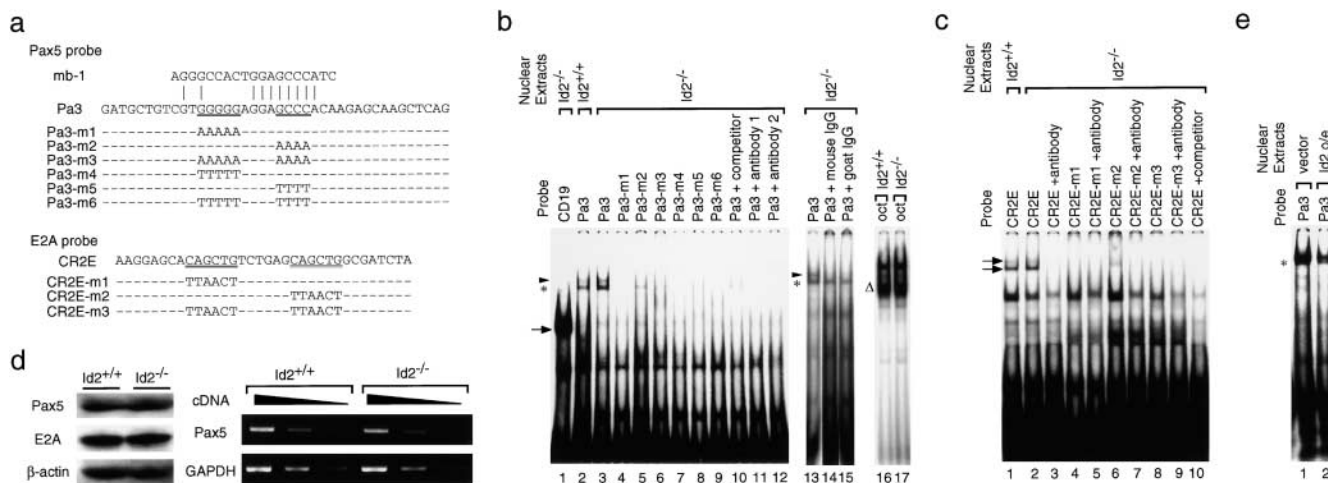 a
Pax5 probe
mb-1 AGGGCCACTGGAGCCCATC
Pa3 GATGCTGTCGTGGGGGAGGAGCCCACAAGAGCAAGCTCAG
Pa3-m1 AAAAA
Pa3-m2 AAAA
Pa3-m3 AAAAA AAAA
Pa3-m4 TTTTT
Pa3-m5 TTTT
Pa3-m6 TTTTT TTTT
E2A probe
CR2E AAGGAGCACAGCTGTCTGAGCAGCTGGCGATCTA
CR2E-m1 TTAACT
CR2E-m2 TTAACT
CR2E-m3 TTAACT TTAACT
b
Nuclear Extracts
Id2-/-
Id2+/+
Id2-/-
Id2-/-
Id2+/+
Id2-/-
Probe
CD19
Pa3
Pa3
Pa3-m1
Pa3-m2
Pa3-m3
Pa3-m4
Pa3-m5
Pa3-m6
Pa3 + competitor
Pa3 + antibody 1
Pa3 + antibody 2
Pa3
Pa3 + mouse IgG
Pa3 + goat IgG
oct
oct
*
*
Δ
1 2 3 4 5 6 7 8 9 10 11 12 13 14 15 16 17
c
Nuclear Extracts
Id2+/+
Id2-/-
Probe
CR2E
CR2E
CR2E +antibody
CR2E-m1
CR2E-m1 +antibody
CR2E-m2
CR2E-m2 +antibody
CR2E-m3
CR2E-m3 +antibody
CR2E +competitor
1 2 3 4 5 6 7 8 9 10
d
Id2+/+ Id2-/-
Pax5
E2A
β-actin
Id2+/+ Id2-/-
cDNA
Pax5
GAPDH
e
Nuclear Extracts
vector
Id2 o/e
Probe
Pa3
Pa3
*
1 2